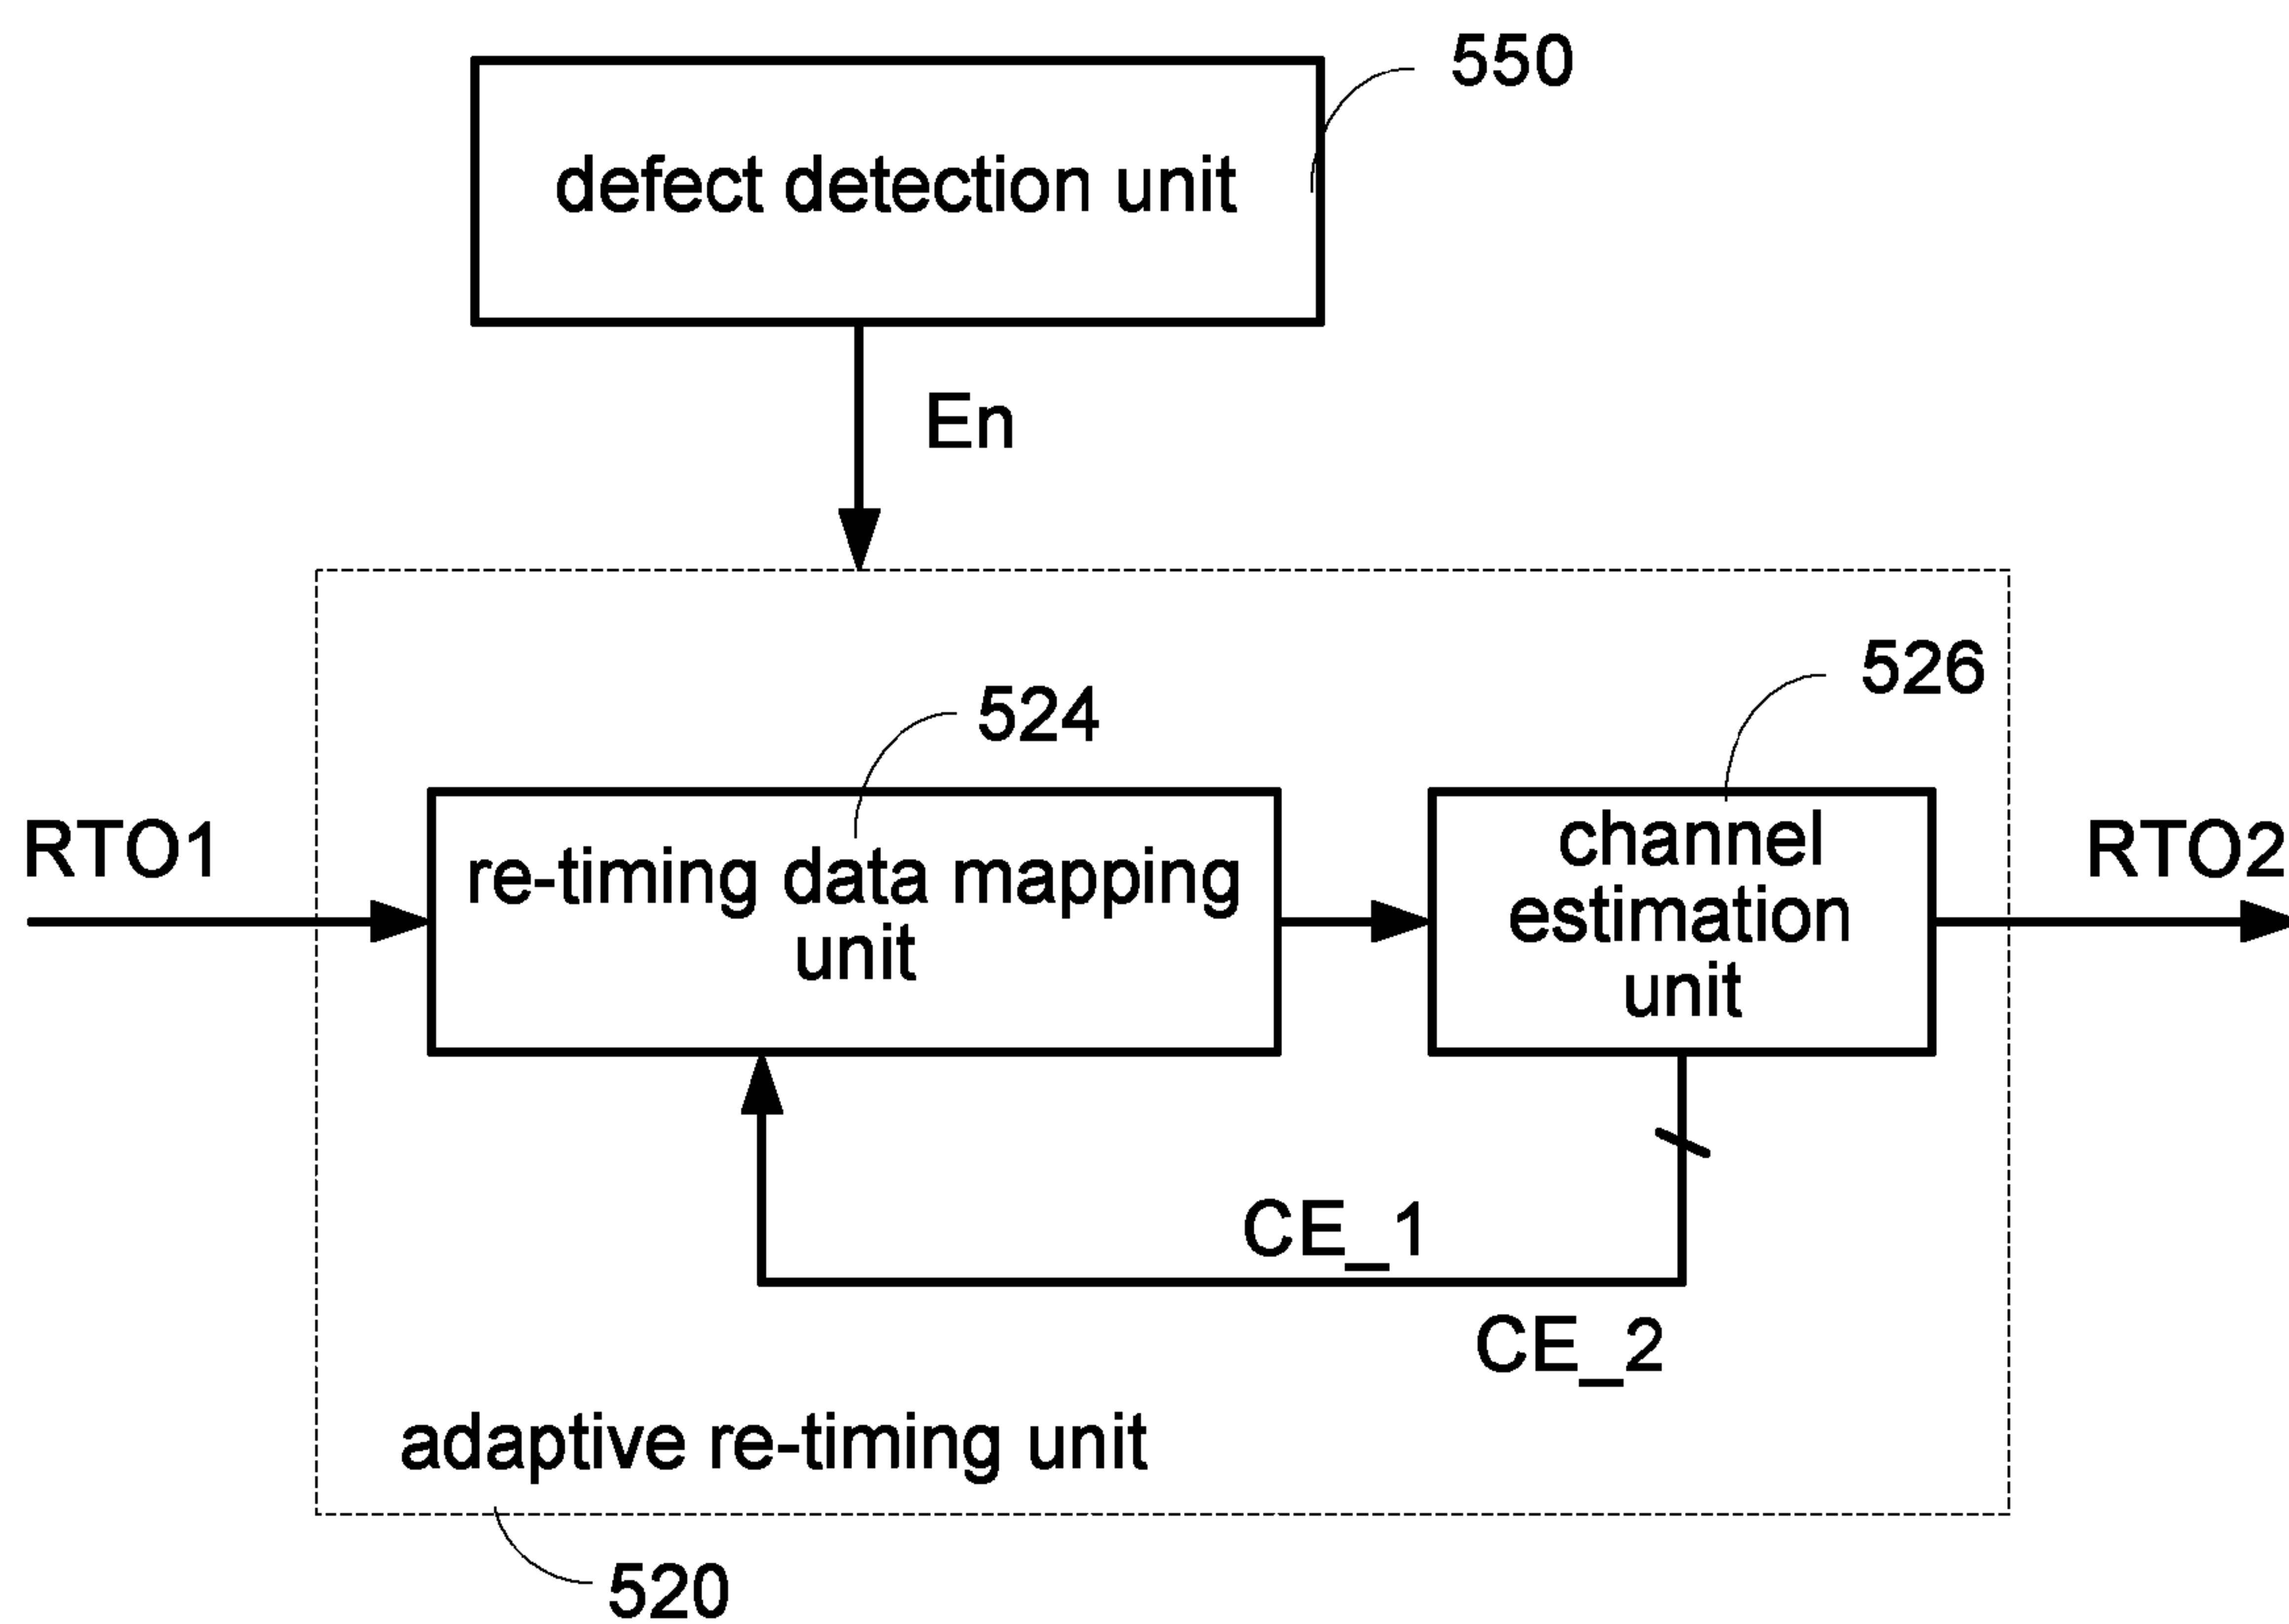 550
defect detection unit
En
526
524
RTO1
re-timing data mapping
unit
channel
estimation
unit
RTO2
CE_1
CE_2
adaptive re-timing unit
520